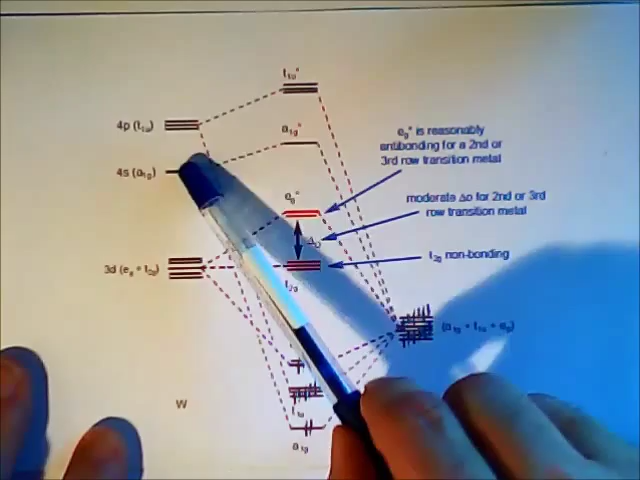 t₁ᵤ*
4p (t₁ᵤ)
a₁g*
eg* is reasonably
antibonding for a 2nd or
3rd row transition metal
4s (a₁g)
eg*
moderate Δo for 2nd or 3rd
row transition metal
Δo
t₂g non-bonding
3d (eg + t₂g)
t₂g
(a₁g + t₁ᵤ + eg)
W
a₁g